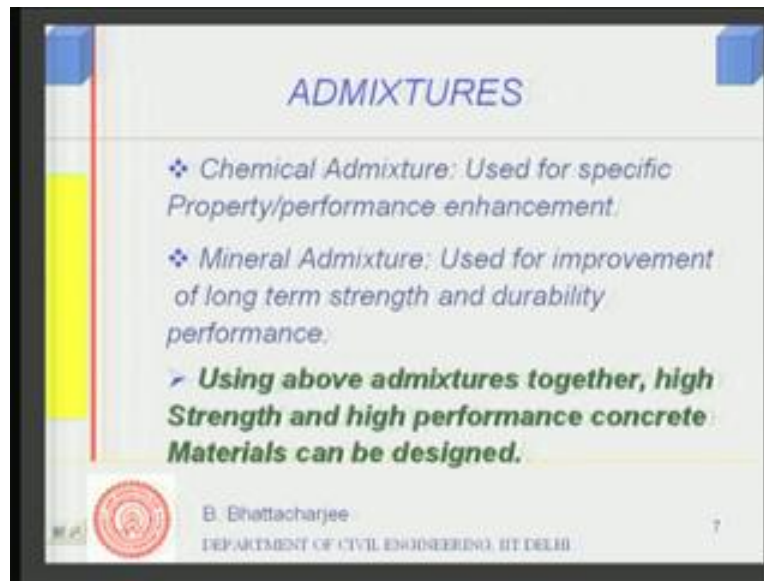 ADMIXTURES
❖ Chemical Admixture: Used for specific
Property/performance enhancement.
❖ Mineral Admixture: Used for improvement
of long term strength and durability
performance.
➢ Using above admixtures together, high
Strength and high performance concrete
Materials can be designed.
B. Bhattacharjee
DEPARTMENT OF CIVIL ENGINEERING, IIT DELHI
7